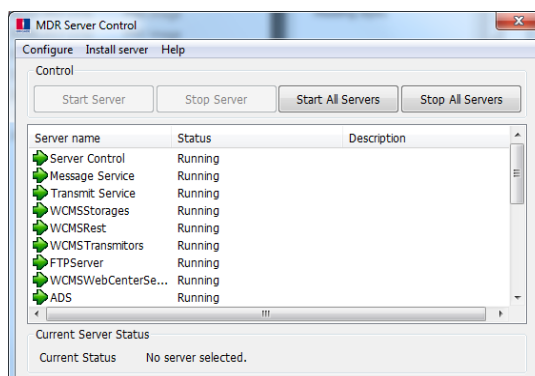 MDR Server Control
Configure Install server Help
Control
Start Server Stop Server Start All Servers Stop All Servers
Server name Status Description
Server Control Running
Message Service Running
Transmit Service Running
WCMSStorages Running
WCMSRest Running
WCMSTransmitors Running
FTPServer Running
WCMSWebCenterSe... Running
ADS Running
Current Server Status
Current Status No server selected.